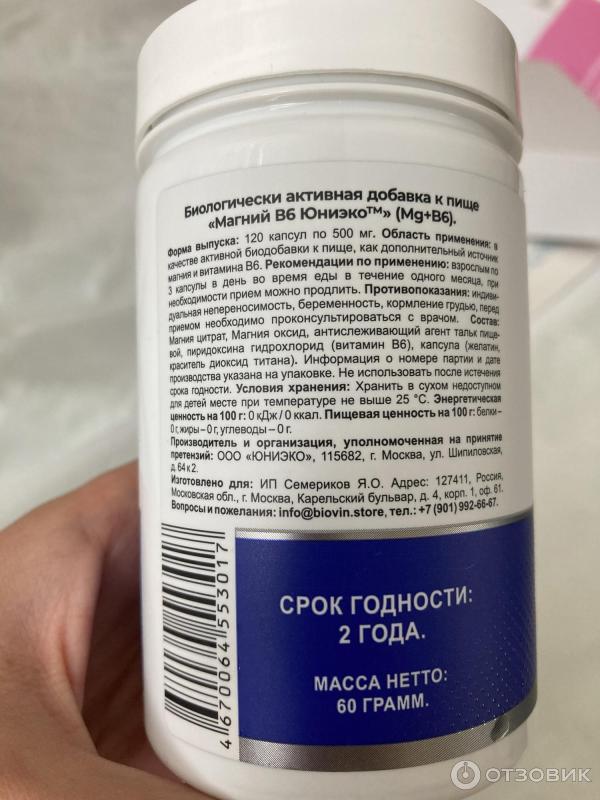 Биологически активная добавка к пище
«Магний В6 Юниэко™» (Mg+B6).
Форма выпуска: 120 капсул по 500 мг. Область применения: в
качестве активной биодобавки к пище, как дополнительный источник
магния и витамина В6. Рекомендации по применению: взрослым по
3 капсулы в день во время еды в течение одного месяца, при
необходимости прием можно продлить. Противопоказания: индиви-
дуальная непереносимость, беременность, кормление грудью, перед
приемом необходимо проконсультироваться с врачом. Состав:
Магния цитрат, Магния оксид, антислеживающий агент тальк пище-
вой, пиридоксина гидрохлорид (витамин В6), капсула (желатин,
краситель диоксид титана). Информация о номере партии и дате
производства указана на упаковке. Не использовать после истечения
срока годности. Условия хранения: Хранить в сухом недоступном
для детей месте при температуре не выше 25 °С. Энергетическая
ценность на 100 г: 0 кДж / 0 ккал. Пищевая ценность на 100 г: белки–
0 г, жиры – 0 г, углеводы – 0 г.
Производитель и организация, уполномоченная на принятие
претензий: ООО «ЮНИЭКО», 115682, г. Москва, ул. Шипиловская,
д. 64 к 2.
Изготовлено для: ИП Семериков Я.О. Адрес: 127411, Россия,
Московская обл., г. Москва, Карельский бульвар, д. 4, корп. 1, оф. 61.
Вопросы и пожелания: info@biovin.store, тел.: +7 (901) 992-66-67.
4 670064 553017
СРОК ГОДНОСТИ:
2 ГОДА.
МАССА НЕТТО:
60 ГРАММ.
ОТЗОВИК